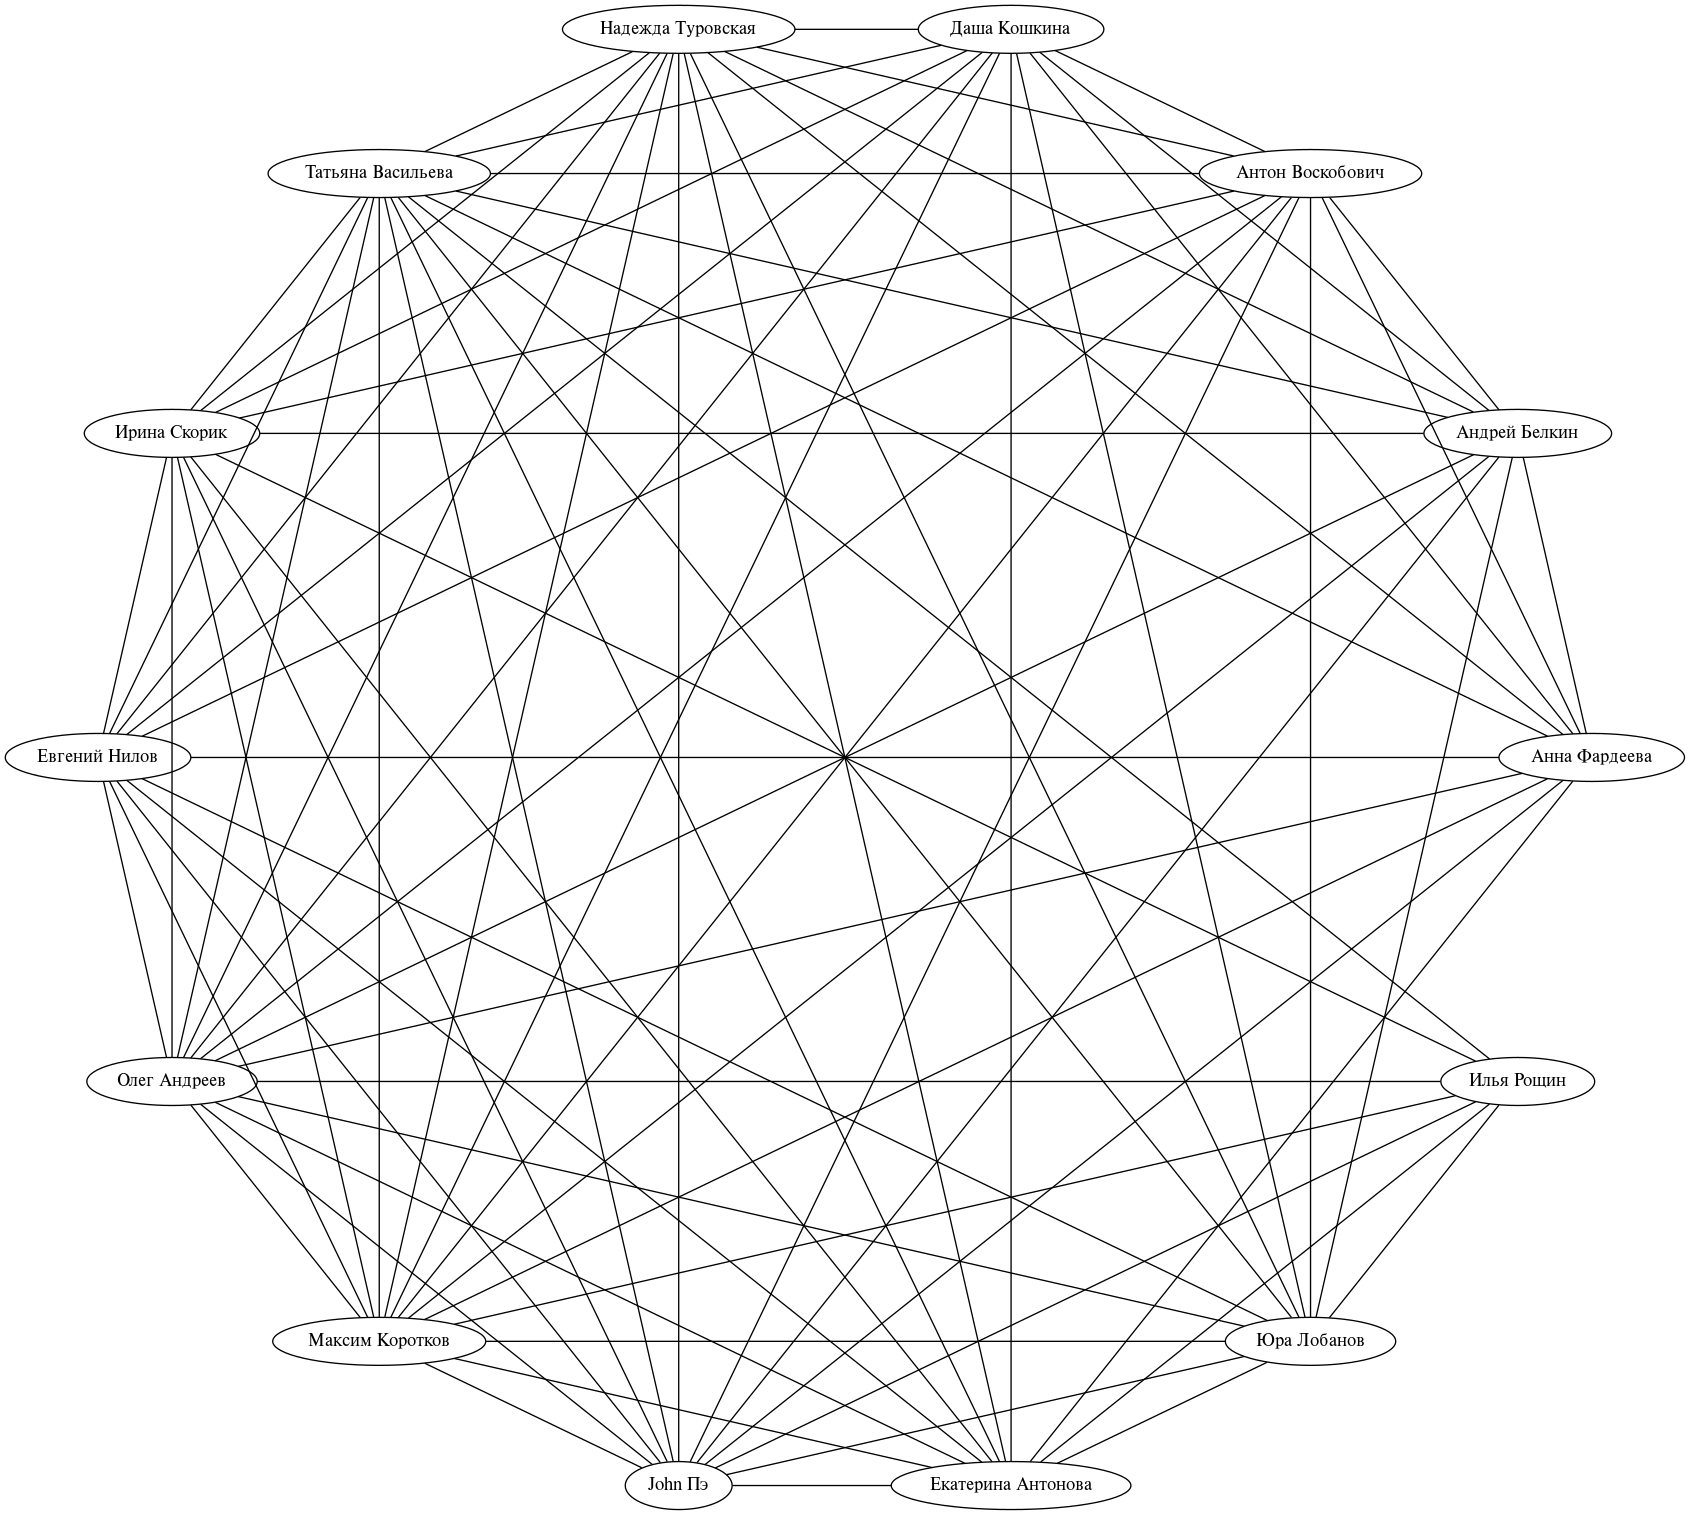 Надежда Туровская
Даша Кошкина
Татьяна Васильева
Антон Воскобович
Ирина Скорик
Андрей Белкин
Евгений Нилов
Анна Фардеева
Олег Андреев
Илья Рощин
Максим Коротков
Юра Лобанов
John Пэ
Екатерина Антонова